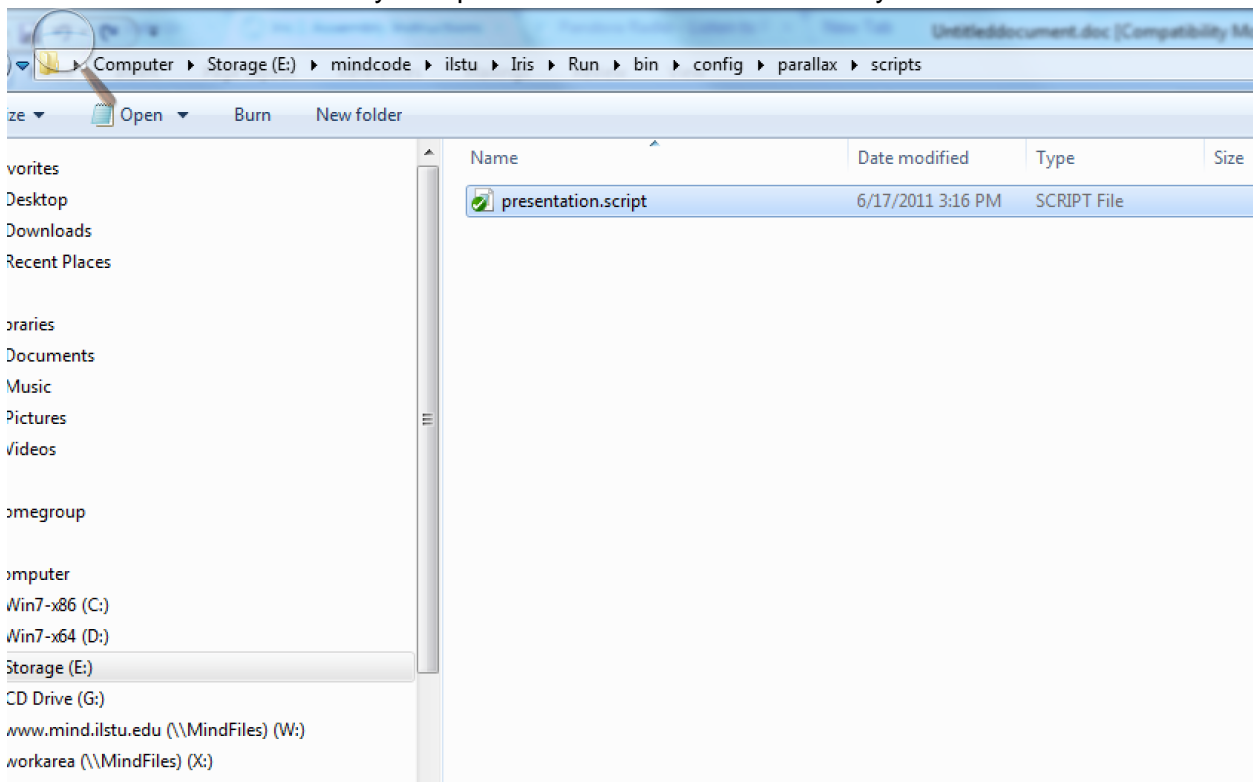 Untitleddocument.doc [Compatibility Mo
Computer Storage (E:) mindcode ilstu Iris Run bin config parallax scripts
ize Open Burn New folder
Name Date modified Type Size
vorites
Desktop
Downloads
Recent Places
presentation.script 6/17/2011 3:16 PM SCRIPT File
braries
Documents
Music
Pictures
Videos
omegroup
omputer
Win7-x86 (C:)
Win7-x64 (D:)
Storage (E:)
CD Drive (G:)
www.mind.ilstu.edu (\\MindFiles) (W:)
workarea (\\MindFiles) (X:)